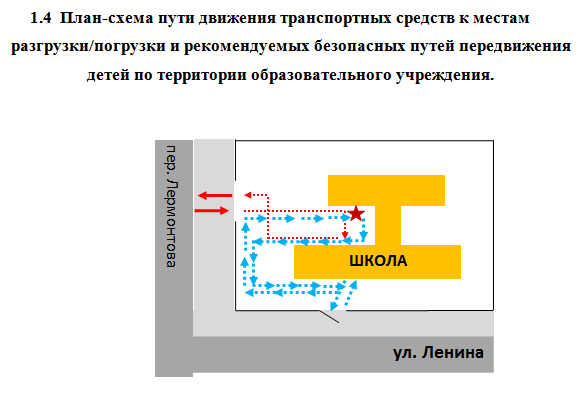 1.4 План-схема пути движения транспортных средств к местам
разгрузки/погрузки и рекомендуемых безопасных путей передвижения
детей по территории образовательного учреждения.
пер. Лермонтова
ШКОЛА
ул. Ленина